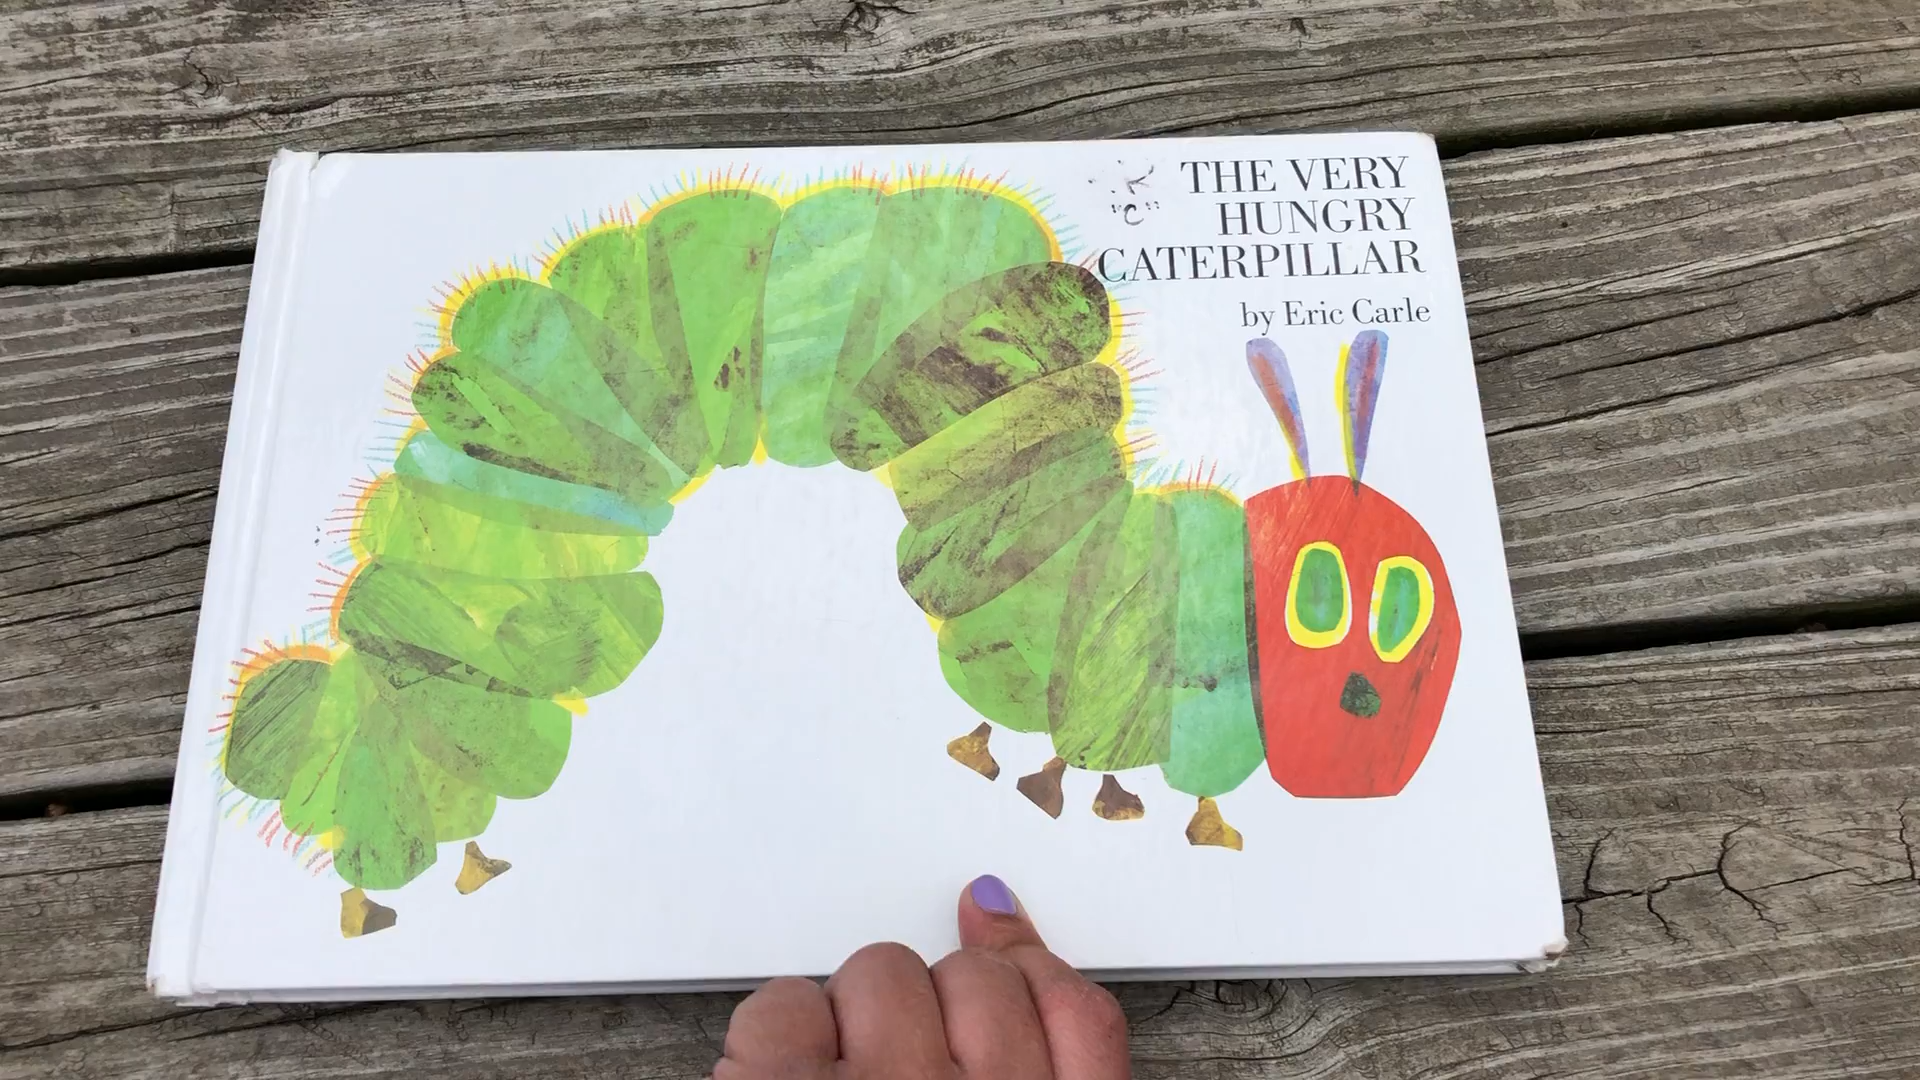 THE VERY
HUNGRY
CATERPILLAR
by Eric Carle
"C"